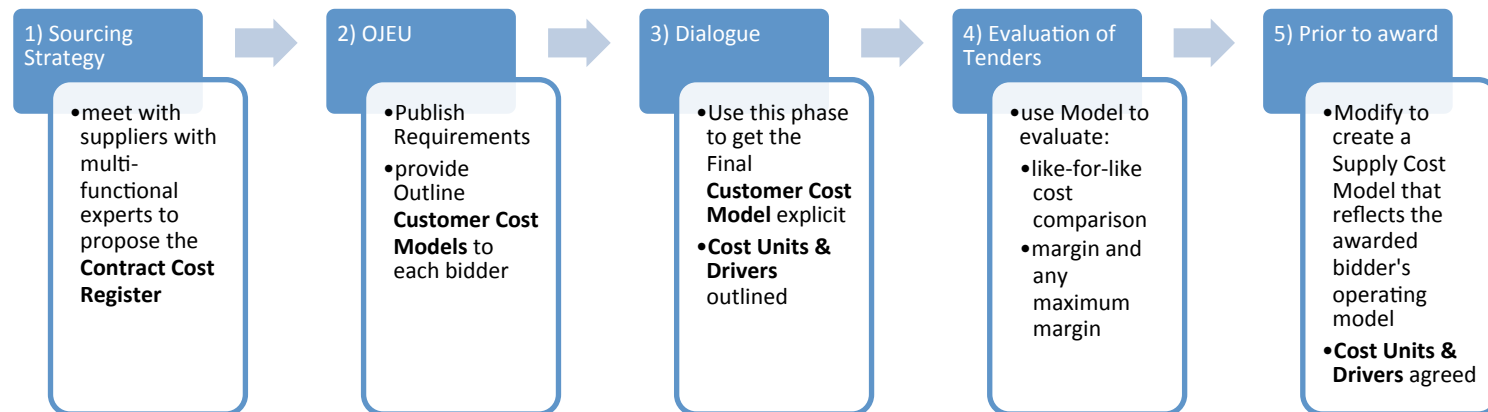 1) Sourcing
Strategy
•meet with
suppliers with
multi-
functional
experts to
propose the
Contract Cost
Register
2) OJEU
•Publish
Requirements
•provide
Outline
Customer Cost
Models to
each bidder
3) Dialogue
•Use this phase
to get the
Final
Customer Cost
Model explicit
•Cost Units &
Drivers
outlined
4) Evaluation of
Tenders
•use Model to
evaluate:
•like-for-like
cost
comparison
•margin and
any
maximum
margin
5) Prior to award
•Modify to
create a
Supply Cost
Model that
reflects the
awarded
bidder's
operating
model
•Cost Units &
Drivers agreed